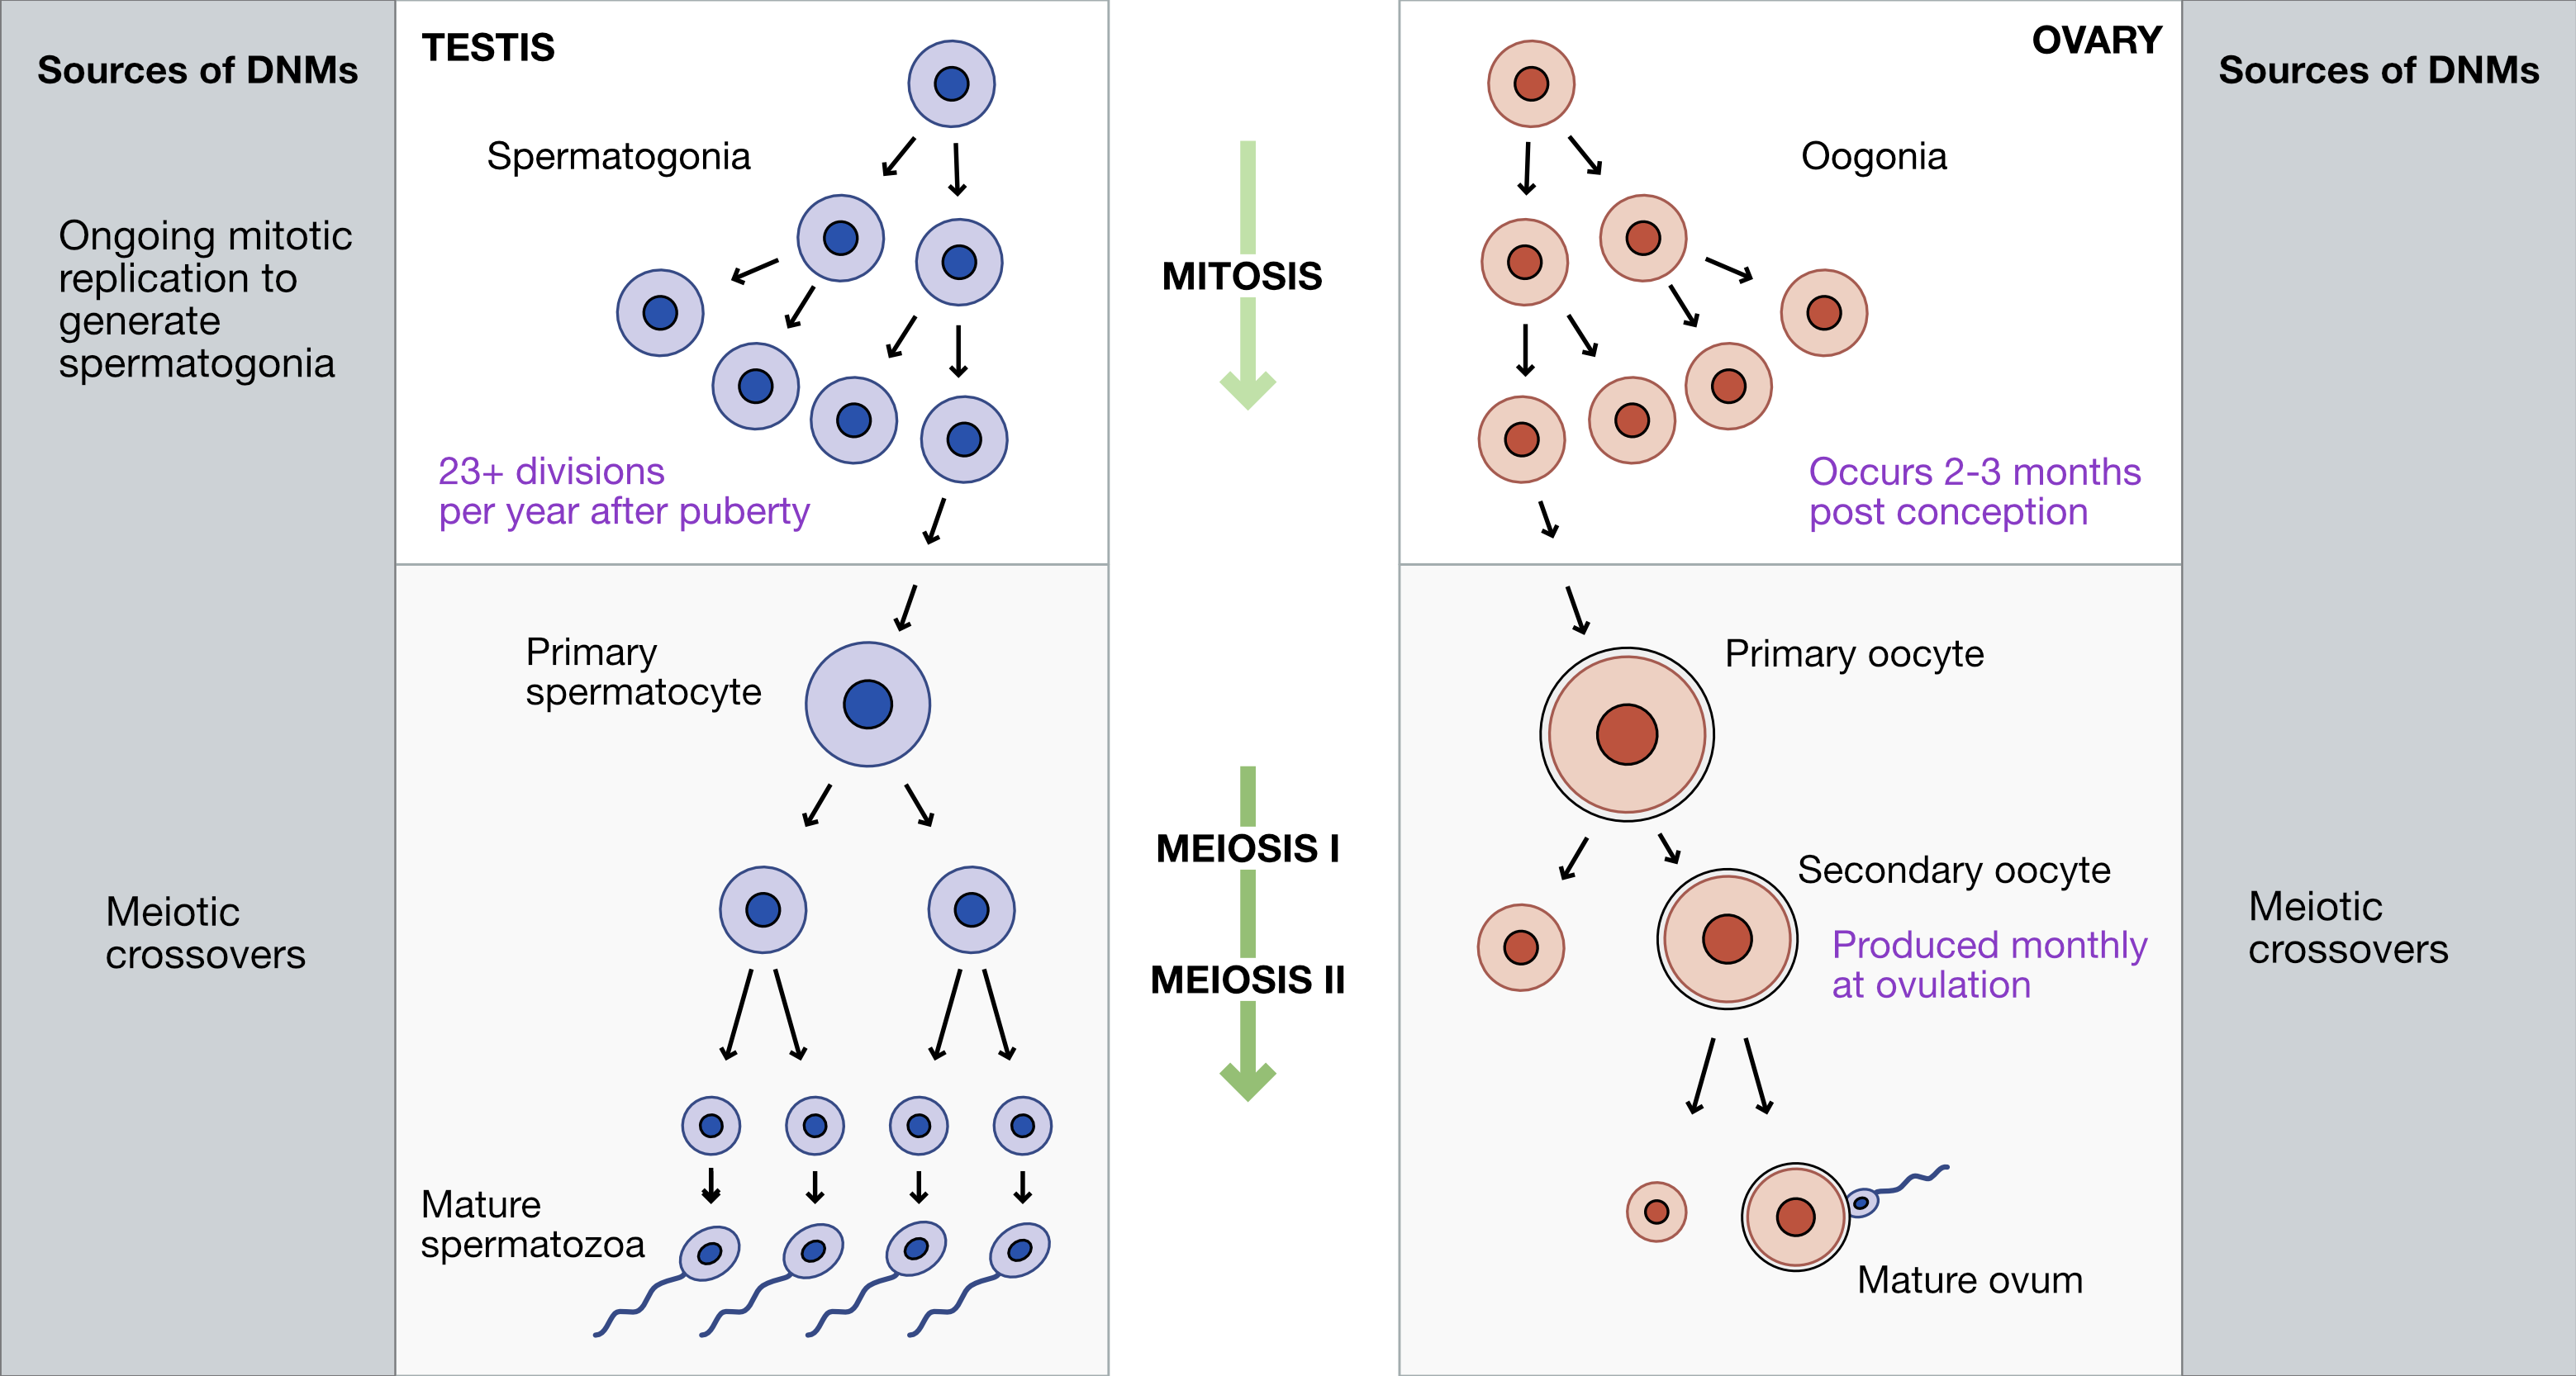 Sources of DNMs
Ongoing mitotic
replication to
generate
spermatogonia
Meiotic
crossovers
TESTIS
Spermatogonia
23+ divisions
per year after puberty
Primary
spermatocyte
Mature
spermatozoa
MITOSIS
MEIOSIS I
MEIOSIS II
OVARY
Oogonia
Occurs 2-3 months
post conception
Primary oocyte
Secondary oocyte
Produced monthly
at ovulation
Mature ovum
Sources of DNMs
Meiotic
crossovers